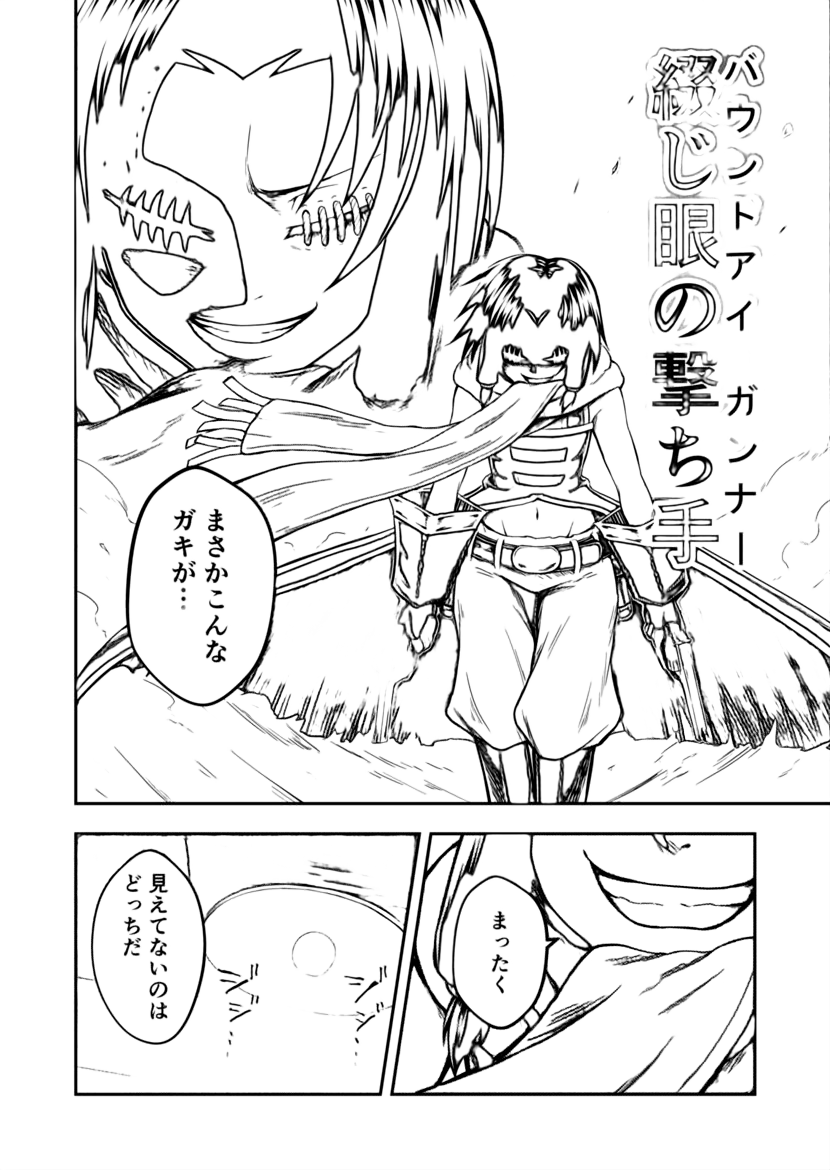 バウントアイ ガンナー
綴じ眼の撃ち手
まさかこんな
ガキが…
まったく
見えてないのは
どっちだ
ジジ…
ジジ…